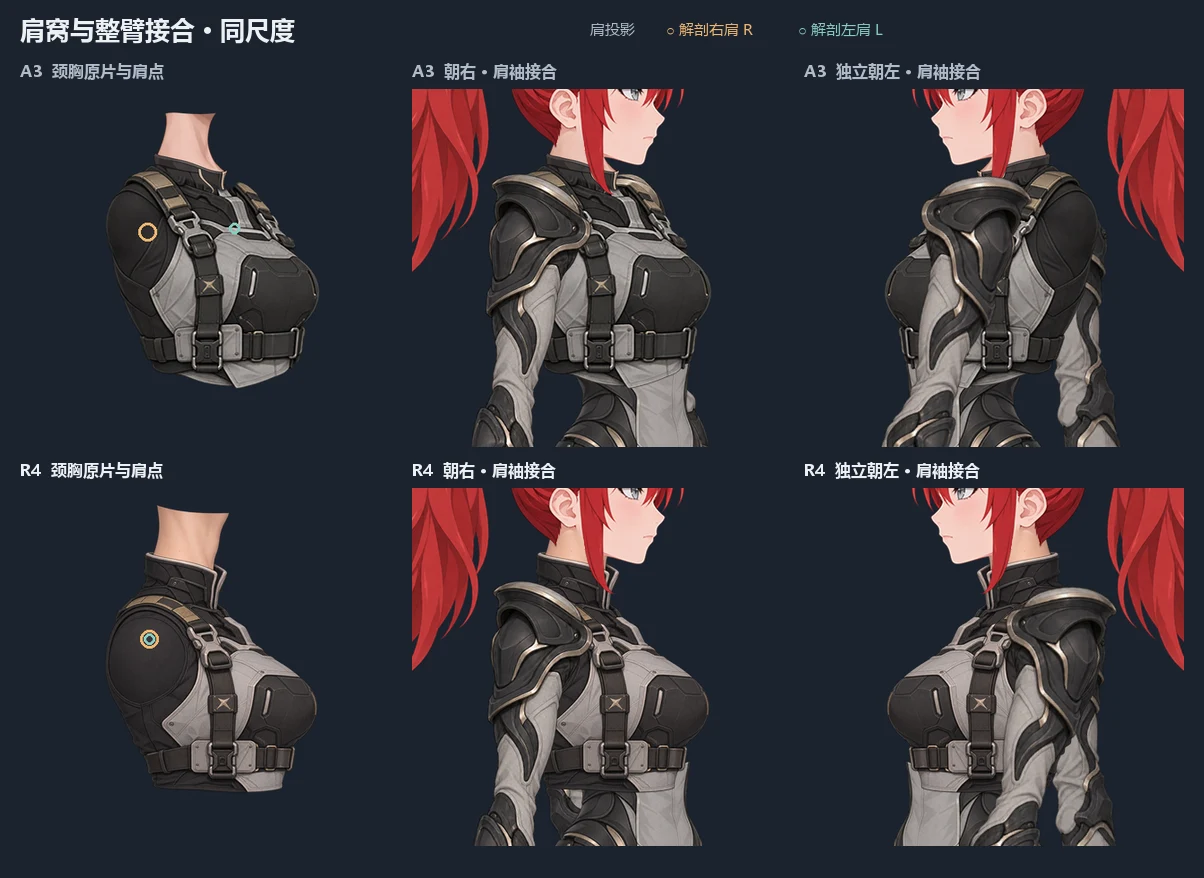 肩窝与整臂接合 • 同尺度
肩投影 ○ 解剖右肩 R ○ 解剖左肩 L
A3 颈胸原片与肩点
A3 朝右 • 肩袖接合
A3 独立朝左 • 肩袖接合
R4 颈胸原片与肩点
R4 朝右 • 肩袖接合
R4 独立朝左 • 肩袖接合